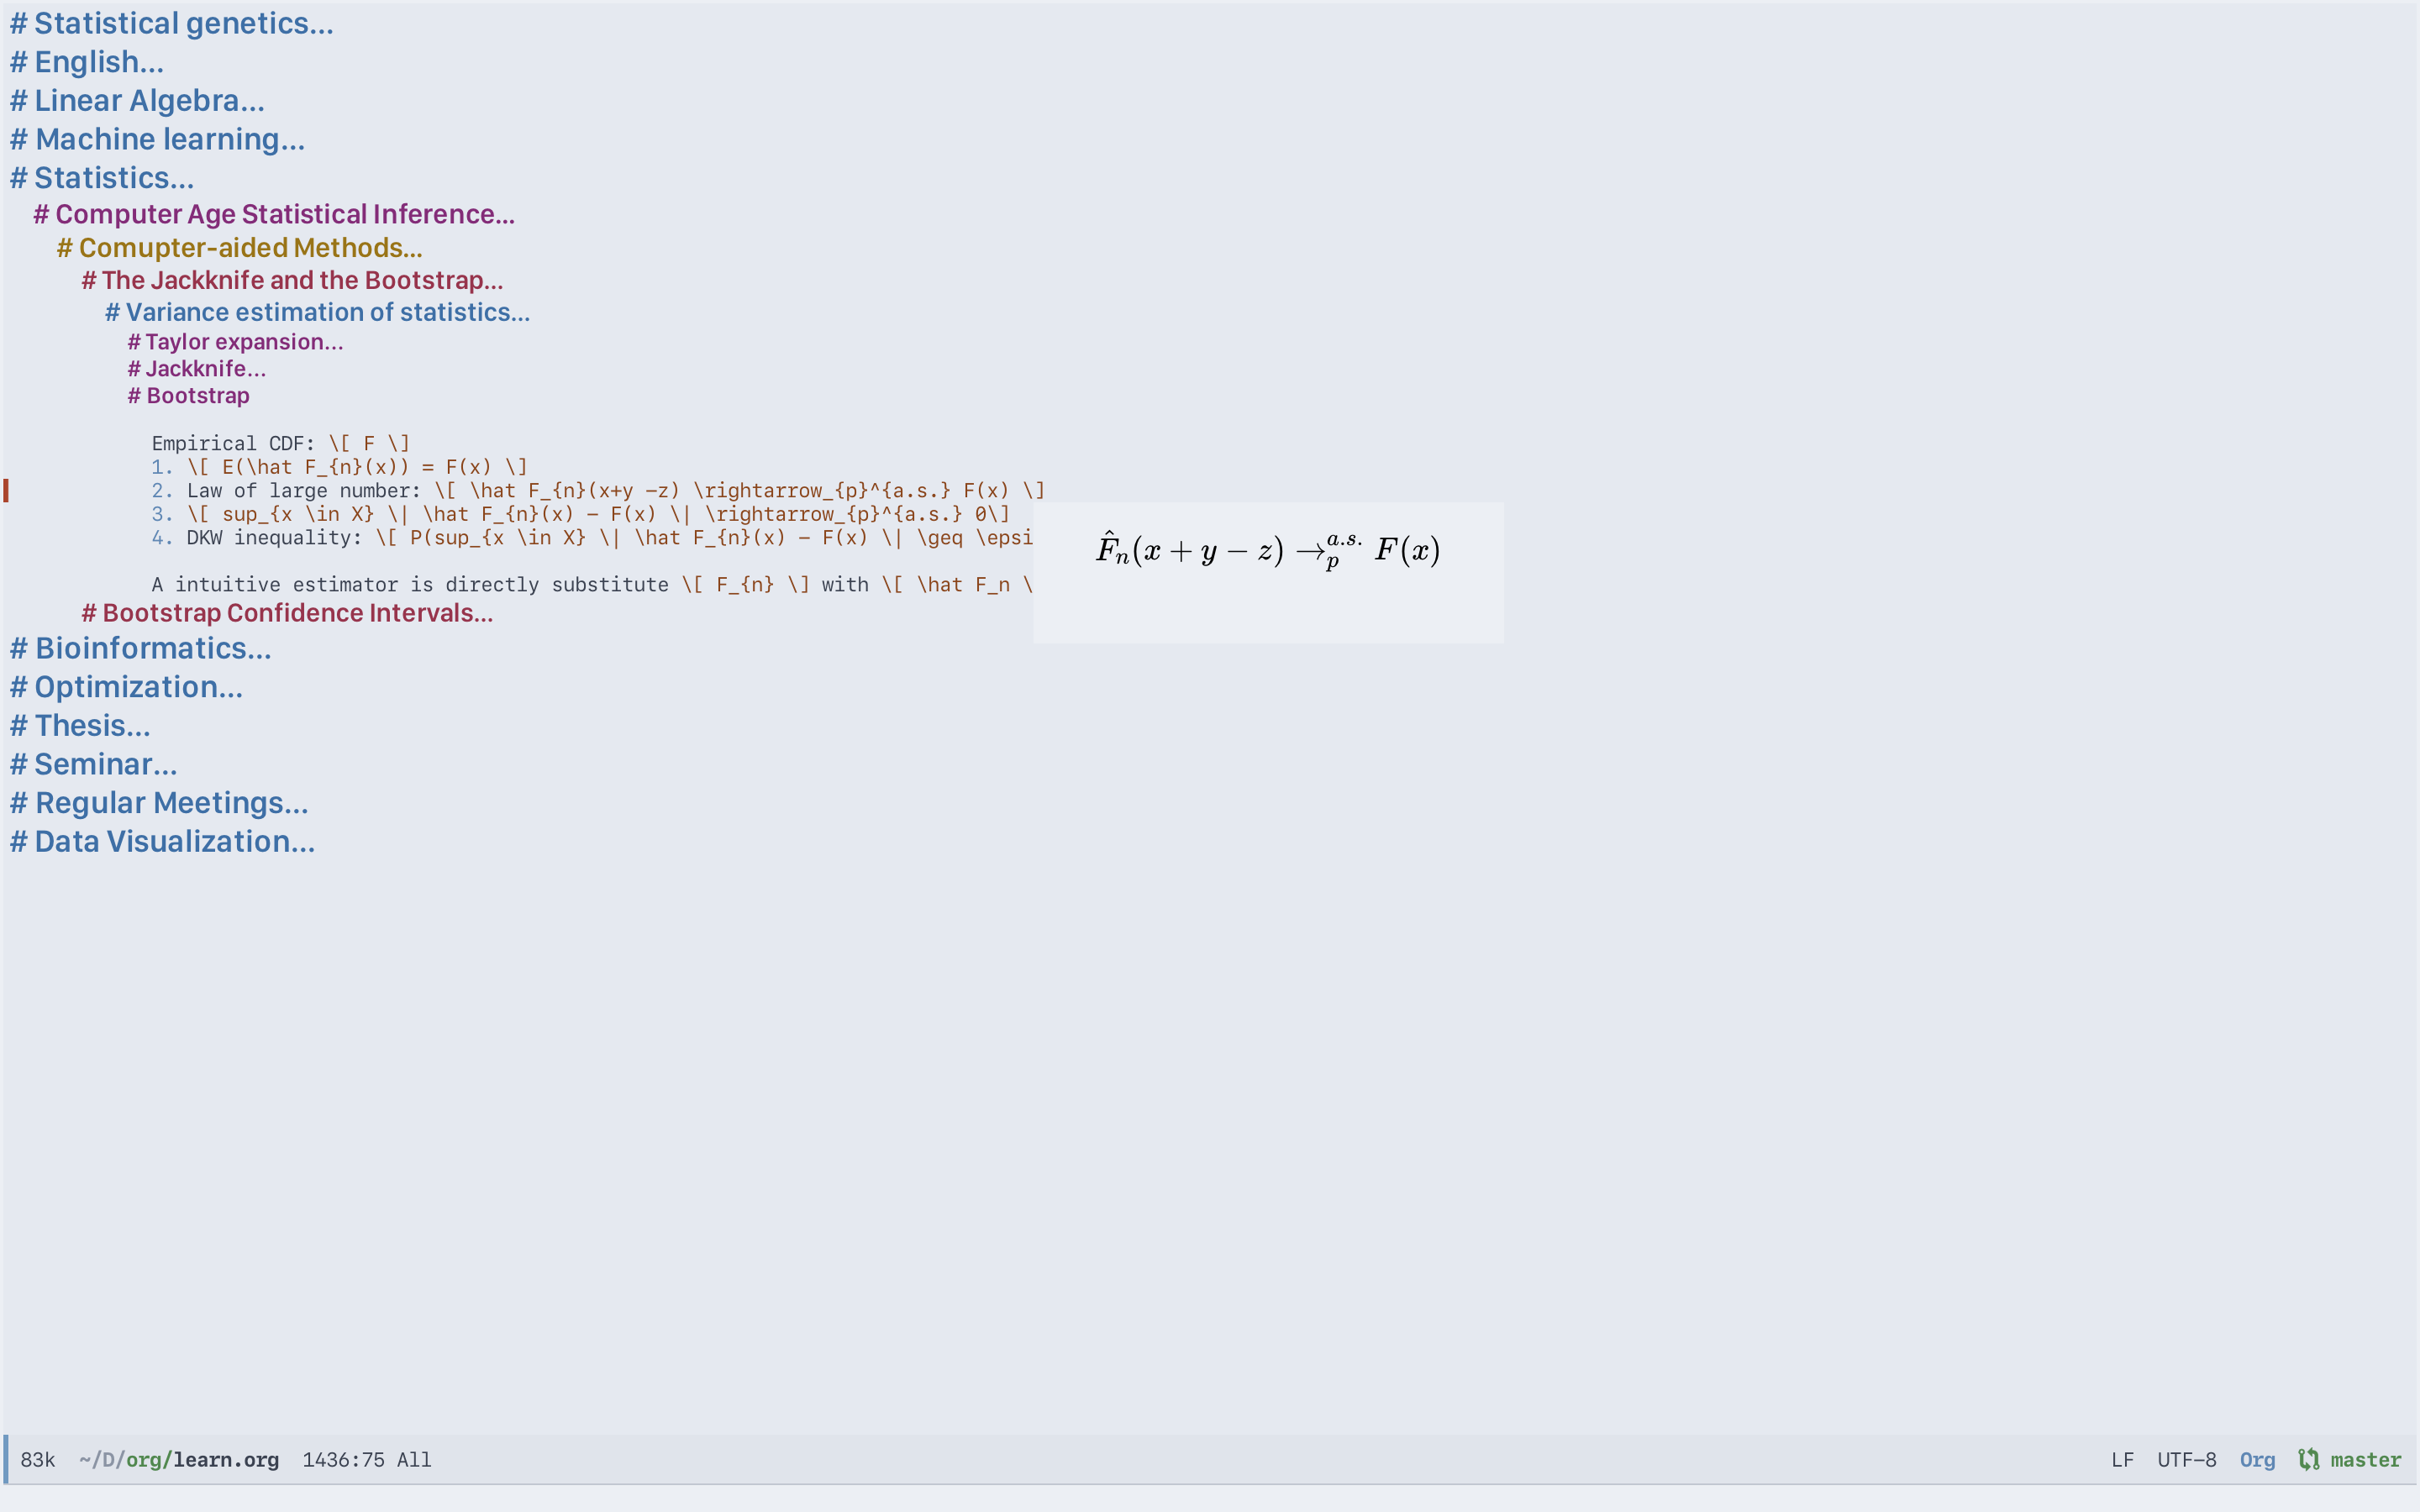 # Statistical genetics...
# English...
# Linear Algebra...
# Machine learning...
# Statistics...
# Computer Age Statistical Inference...
# Comupter-aided Methods...
# The Jackknife and the Bootstrap...
# Variance estimation of statistics...
# Taylor expansion...
# Jackknife...
# Bootstrap
Empirical CDF: \[ F \]
1. \[ E(\hat F_{n}(x)) = F(x) \]
2. Law of large number: \[ \hat F_{n}(x+y -z) \rightarrow_{p}^{a.s.} F(x) \]
3. \[ sup_{x \in X} \| \hat F_{n}(x) - F(x) \| \rightarrow_{p}^{a.s.} 0\]
4. DKW inequality: \[ P(sup_{x \in X} \| \hat F_{n}(x) - F(x) \| \geq \epsi
F̂ₙ(x + y − z) →ₚ^{a.s.} F(x)
A intuitive estimator is directly substitute \[ F_{n} \] with \[ \hat F_n \
# Bootstrap Confidence Intervals...
# Bioinformatics...
# Optimization...
# Thesis...
# Seminar...
# Regular Meetings...
# Data Visualization...
83k ~/D/org/learn.org 1436:75 All LF UTF-8 Org master